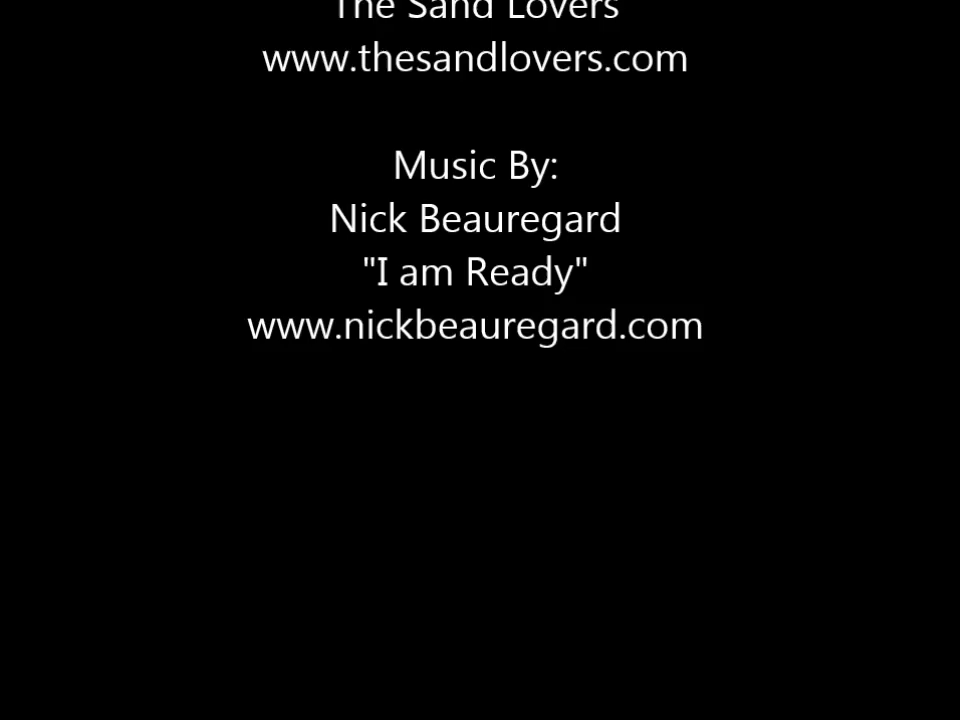 The Sand Lovers
www.thesandlovers.com
Music By:
Nick Beauregard
"I am Ready"
www.nickbeauregard.com